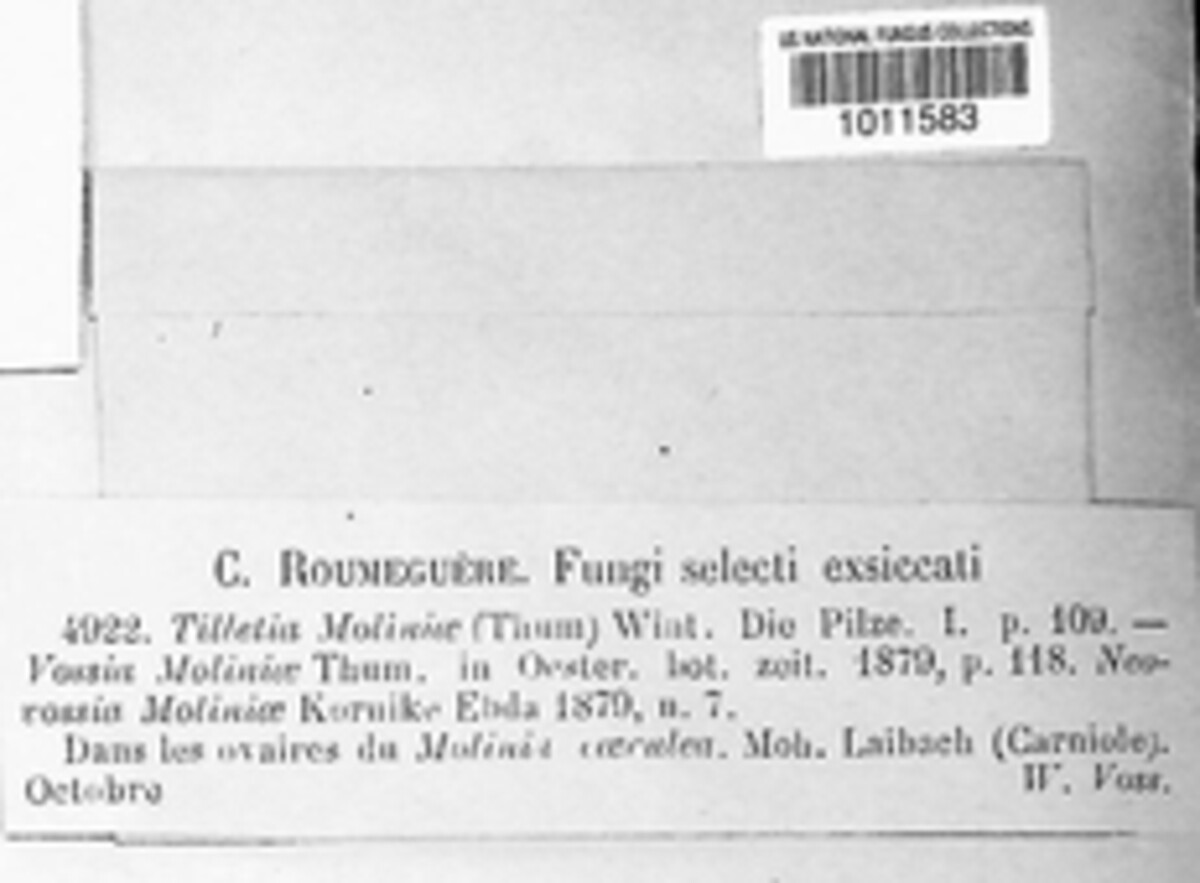 US NATIONAL FUNGUS COLLECTIONS
1011583
C. ROUMEGUÈRE. Fungi selecti exsiccati
4922. Tilletia Moliniæ (Thum) Wint. Die Pilze. I. p. 109. —
Vossia Moliniæ Thum. in Oester. bot. zeit. 1879, p. 118. Neo-
vossia Moliniæ Kornike Ebda 1879, n. 7.
Dans les ovaires du Molinia cœrulea. Moh. Laibach (Carniole).
Octobre W. Voss.